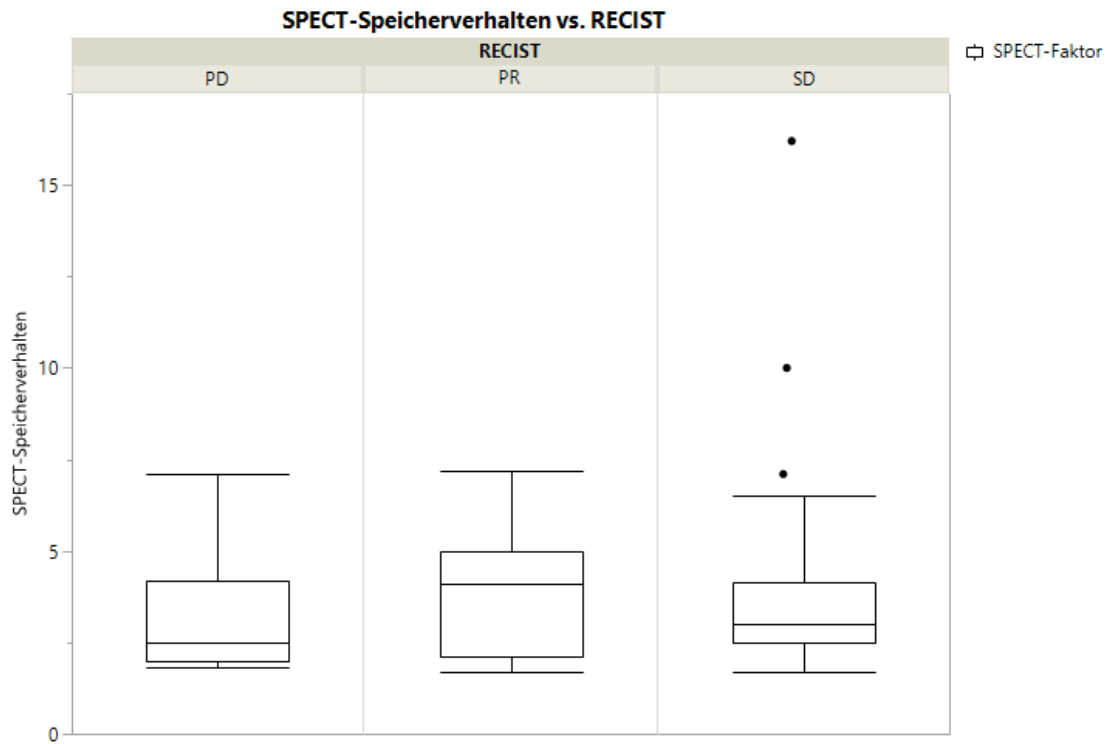 SPECT-Speicherverhalten vs. RECIST
RECIST
SPECT-Faktor
PD
PR
SD
15
10
5
0
SPECT-Speicherverhalten